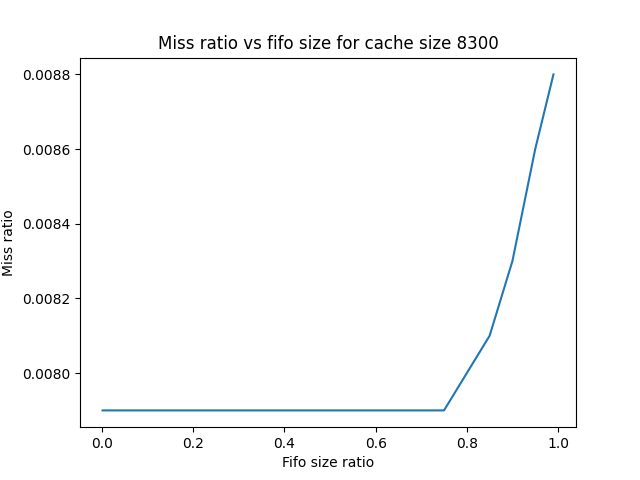 Miss ratio vs fifo size for cache size 8300
0.0088
0.0086
0.0084
0.0082
0.0080
Miss ratio
0.0 0.2 0.4 0.6 0.8 1.0
Fifo size ratio